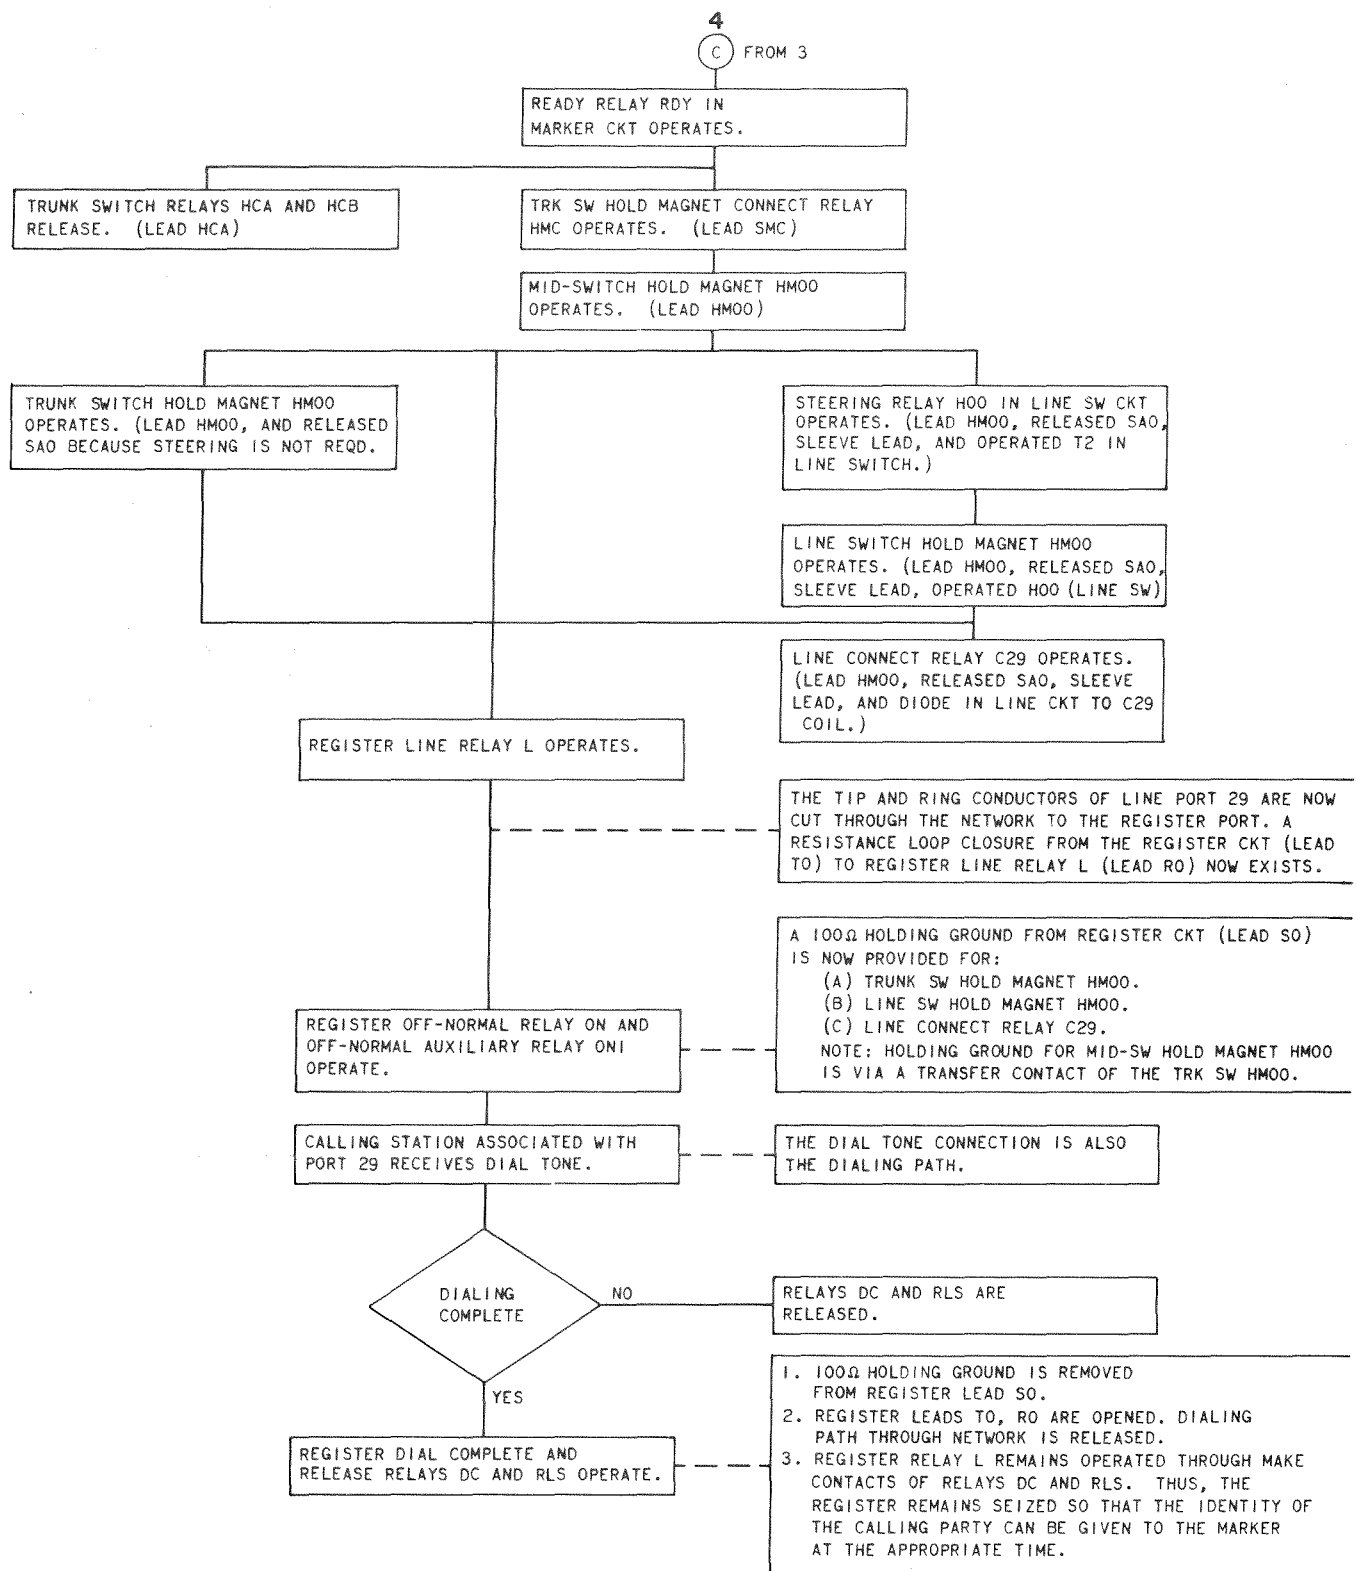 4
C FROM 3
READY RELAY RDY IN
MARKER CKT OPERATES.
TRUNK SWITCH RELAYS HCA AND HCB
RELEASE. (LEAD HCA)
TRK SW HOLD MAGNET CONNECT RELAY
HMC OPERATES. (LEAD SMC)
MID-SWITCH HOLD MAGNET HM00
OPERATES. (LEAD HM00)
TRUNK SWITCH HOLD MAGNET HM00
OPERATES. (LEAD HM00, AND RELEASED
SA0 BECAUSE STEERING IS NOT REQD.
STEERING RELAY H00 IN LINE SW CKT
OPERATES. (LEAD HM00, RELEASED SA0,
SLEEVE LEAD, AND OPERATED T2 IN
LINE SWITCH.)
LINE SWITCH HOLD MAGNET HM00
OPERATES. (LEAD HM00, RELEASED SA0,
SLEEVE LEAD, OPERATED H00 (LINE SW)
LINE CONNECT RELAY C29 OPERATES.
(LEAD HM00, RELEASED SA0, SLEEVE
LEAD, AND DIODE IN LINE CKT TO C29
COIL.)
REGISTER LINE RELAY L OPERATES.
THE TIP AND RING CONDUCTORS OF LINE PORT 29 ARE NOW
CUT THROUGH THE NETWORK TO THE REGISTER PORT. A
RESISTANCE LOOP CLOSURE FROM THE REGISTER CKT (LEAD
T0) TO REGISTER LINE RELAY L (LEAD R0) NOW EXISTS.
A 100Ω HOLDING GROUND FROM REGISTER CKT (LEAD S0)
IS NOW PROVIDED FOR:
(A) TRUNK SW HOLD MAGNET HM00.
(B) LINE SW HOLD MAGNET HM00.
(C) LINE CONNECT RELAY C29.
NOTE: HOLDING GROUND FOR MID-SW HOLD MAGNET HM00
IS VIA A TRANSFER CONTACT OF THE TRK SW HM00.
REGISTER OFF-NORMAL RELAY ON AND
OFF-NORMAL AUXILIARY RELAY ON1
OPERATE.
CALLING STATION ASSOCIATED WITH
PORT 29 RECEIVES DIAL TONE.
THE DIAL TONE CONNECTION IS ALSO
THE DIALING PATH.
DIALING
COMPLETE
NO
RELAYS DC AND RLS ARE
RELEASED.
YES
REGISTER DIAL COMPLETE AND
RELEASE RELAYS DC AND RLS OPERATE.
1. 100Ω HOLDING GROUND IS REMOVED
FROM REGISTER LEAD S0.
2. REGISTER LEADS T0, R0 ARE OPENED. DIALING
PATH THROUGH NETWORK IS RELEASED.
3. REGISTER RELAY L REMAINS OPERATED THROUGH MAKE
CONTACTS OF RELAYS DC AND RLS. THUS, THE
REGISTER REMAINS SEIZED SO THAT THE IDENTITY OF
THE CALLING PARTY CAN BE GIVEN TO THE MARKER
AT THE APPROPRIATE TIME.